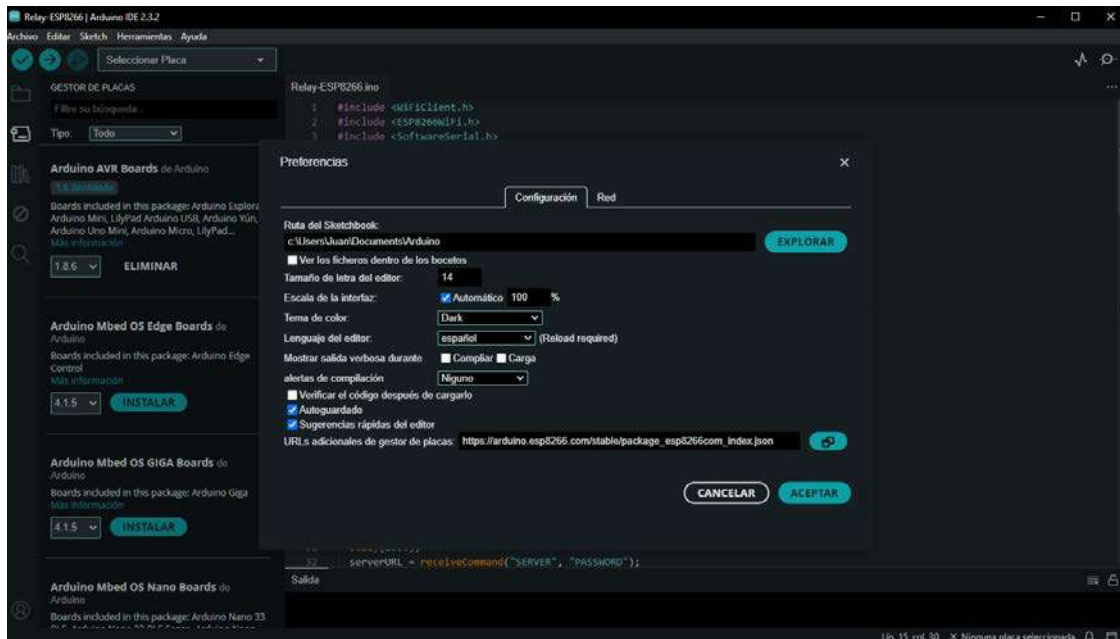 Relay-ESP8266 | Arduino IDE 2.3.2
Archivo Editar Sketch Herramientas Ayuda
Seleccionar Placa
GESTOR DE PLACAS
Filtre su búsqueda...
Tipo: Todo
Arduino AVR Boards de Arduino
Boards included in this package: Arduino Esplora
Arduino Mini, LilyPad Arduino USB, Arduino Yún,
Arduino Uno Mini, Arduino Micro, LilyPad...
Más información
1.8.6 ELIMINAR
Arduino Mbed OS Edge Boards de
Arduino
Boards included in this package: Arduino Edge
Control
Más información
4.1.5 INSTALAR
Arduino Mbed OS GIGA Boards de
Arduino
Boards included in this package: Arduino Giga
Más información
4.1.5 INSTALAR
Arduino Mbed OS Nano Boards de
Arduino
Boards included in this package: Arduino Nano 33
Relay-ESP8266.ino
1 #include <WiFiClient.h>
2 #include <ESP8266WiFi.h>
3 #include <SoftwareSerial.h>
Preferencias
Configuración Red
Ruta del Sketchbook:
c:\Users\Juan\Documents\Arduino EXPLORAR
Ver los ficheros dentro de los bocetos
Tamaño de letra del editor: 14
Escala de la interfaz: Automático 100 %
Tema de color: Dark
Lenguaje del editor: español (Reload required)
Mostrar salida verbosa durante Compliar Carga
alertas de compilación Niguno
Verificar el código después de cargarlo
Autoguardado
Sugerencias rápidas del editor
URLs adicionales de gestor de placas: https://arduino.esp8266.com/stable/package_esp8266com_index.json
CANCELAR ACEPTAR
32 serverURL = receiveCommand("SERVER", "PASSWORD");
Salida
Lín. 15, col. 30 Ninguna placa seleccionada